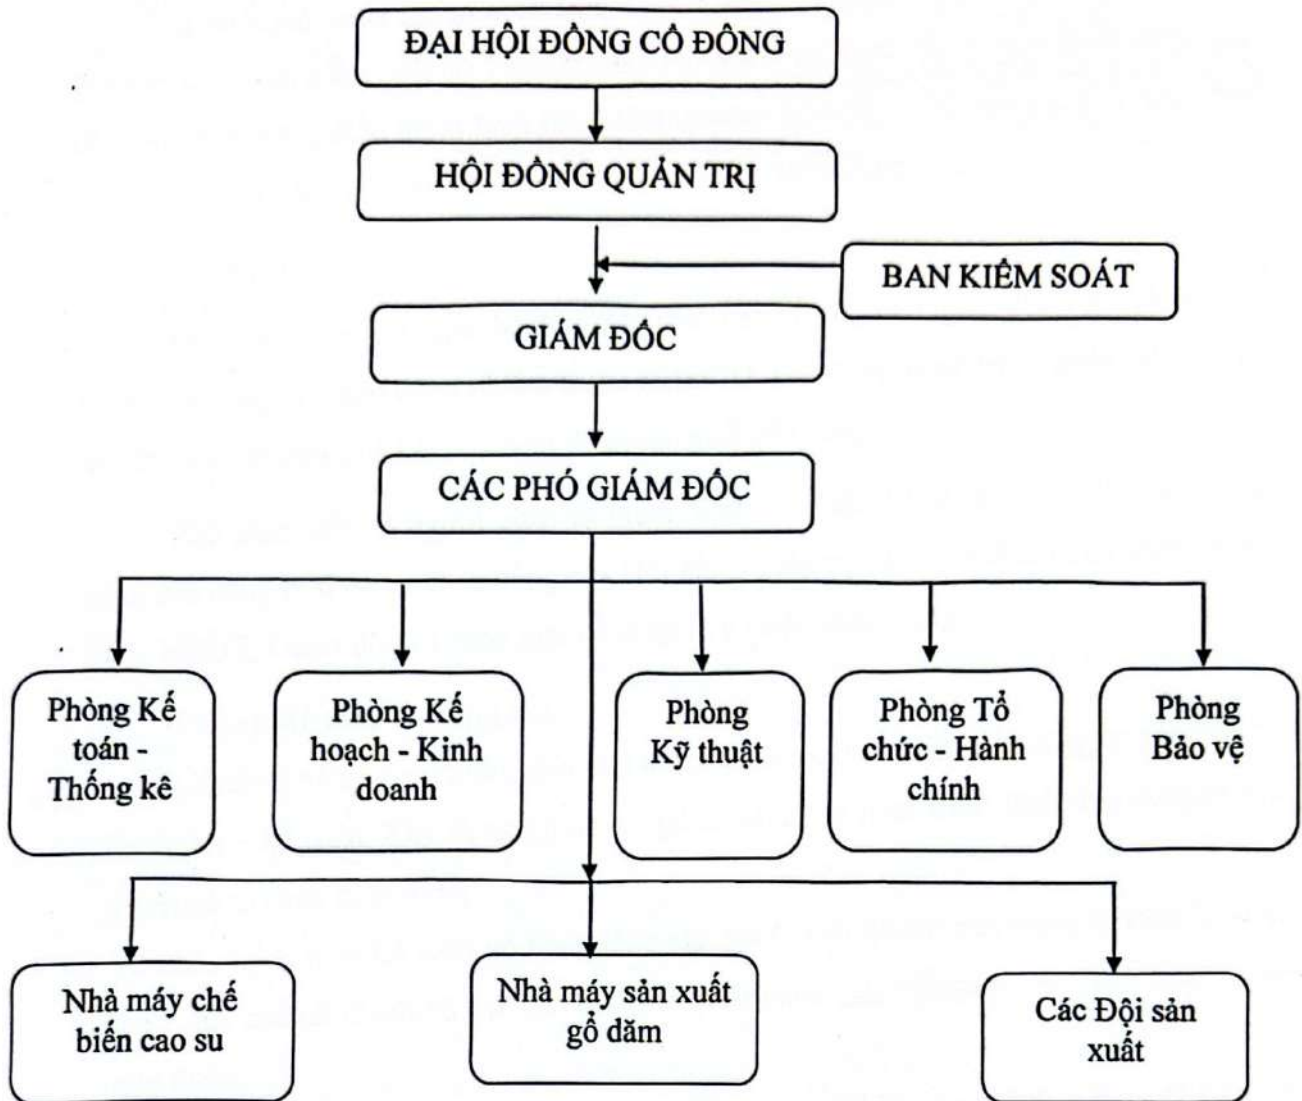 ĐẠI HỘI ĐỒNG CỔ ĐÔNG
HỘI ĐỒNG QUẢN TRỊ
BAN KIỂM SOÁT
GIÁM ĐỐC
CÁC PHÓ GIÁM ĐỐC
Phòng Kế
toán -
Thống kê
Phòng Kế
hoạch - Kinh
doanh
Phòng
Kỹ thuật
Phòng Tổ
chức - Hành
chính
Phòng
Bảo vệ
Nhà máy chế
biến cao su
Nhà máy sản xuất
gổ dăm
Các Đội sản
xuất